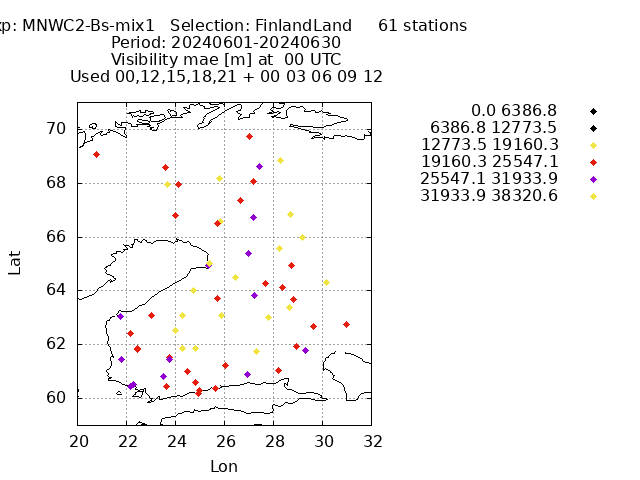 xp: MNWC2-Bs-mix1 Selection: FinlandLand 61 stations
Period: 20240601-20240630
Visibility mae [m] at 00 UTC
Used 00,12,15,18,21 + 00 03 06 09 12
0.0 6386.8
6386.8 12773.5
12773.5 19160.3
19160.3 25547.1
25547.1 31933.9
31933.9 38320.6
70
68
66
64
62
60
Lat
20 22 24 26 28 30 32
Lon